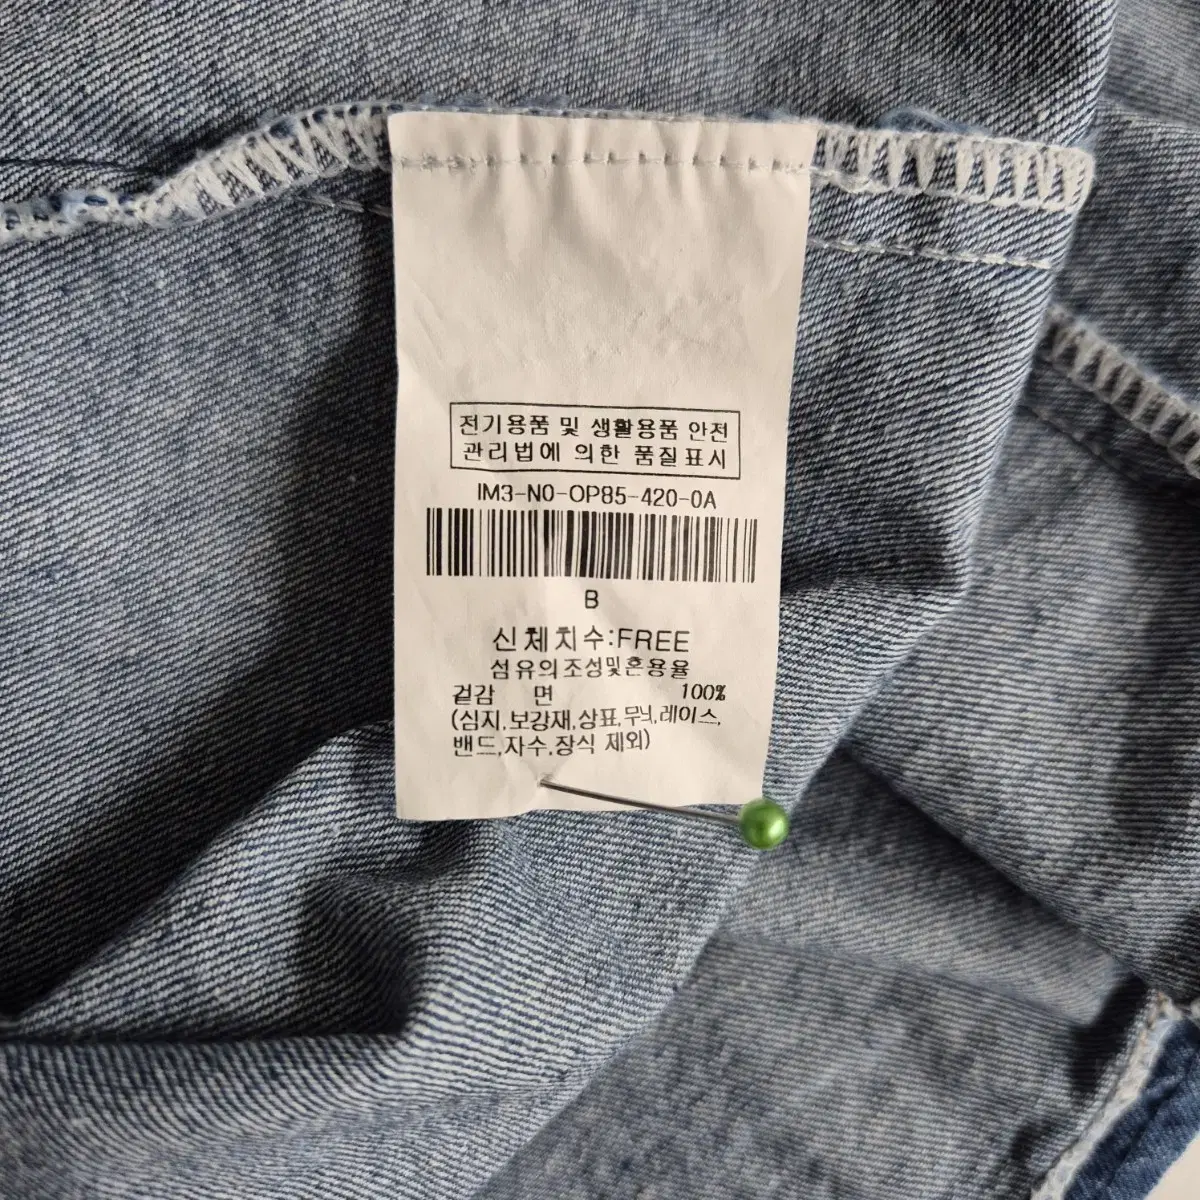 전기용품 및 생활용품 안전
관리법에 의한 품질표시
IM3-N0-OP85-420-0A
B
신체치수:FREE
섬유의조성및혼용율
겉감 면 100%
(심지,보강재,상표,무늬,레이스,
밴드,자수,장식 제외)